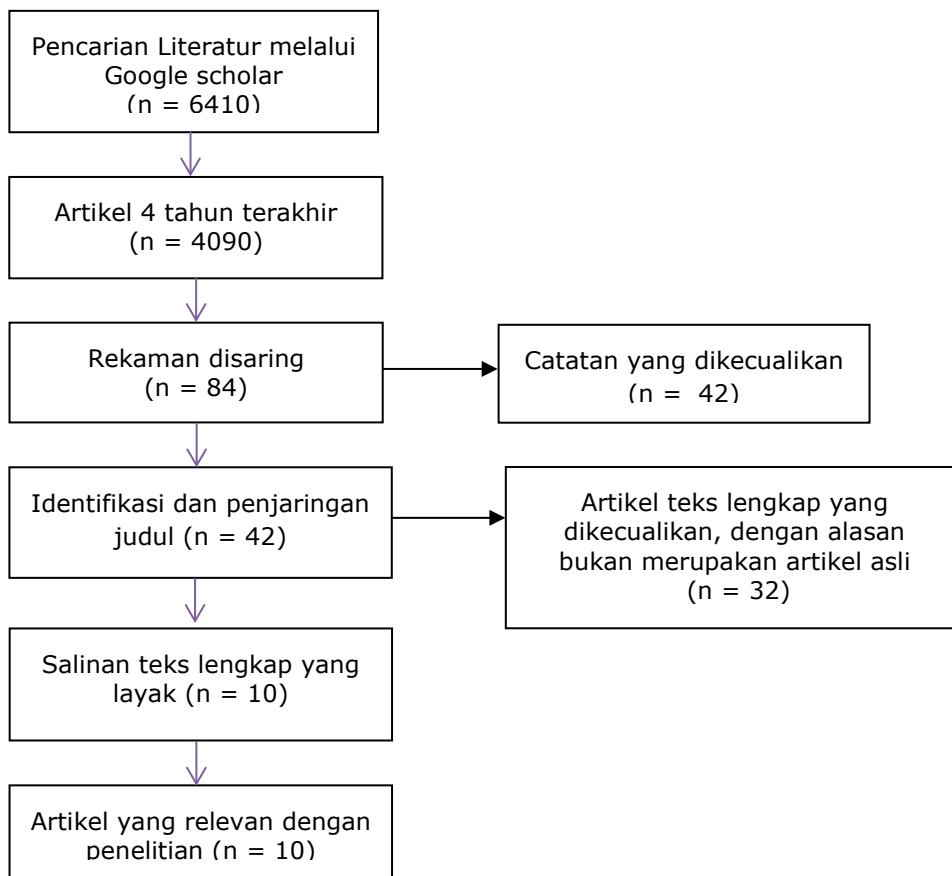 Pencarian Literatur melalui
Google scholar
(n = 6410)
Artikel 4 tahun terakhir
(n = 4090)
Rekaman disaring
(n = 84)
Catatan yang dikecualikan
(n = 42)
Identifikasi dan penjaringan
judul (n = 42)
Artikel teks lengkap yang
dikecualikan, dengan alasan
bukan merupakan artikel asli
(n = 32)
Salinan teks lengkap yang
layak (n = 10)
Artikel yang relevan dengan
penelitian (n = 10)